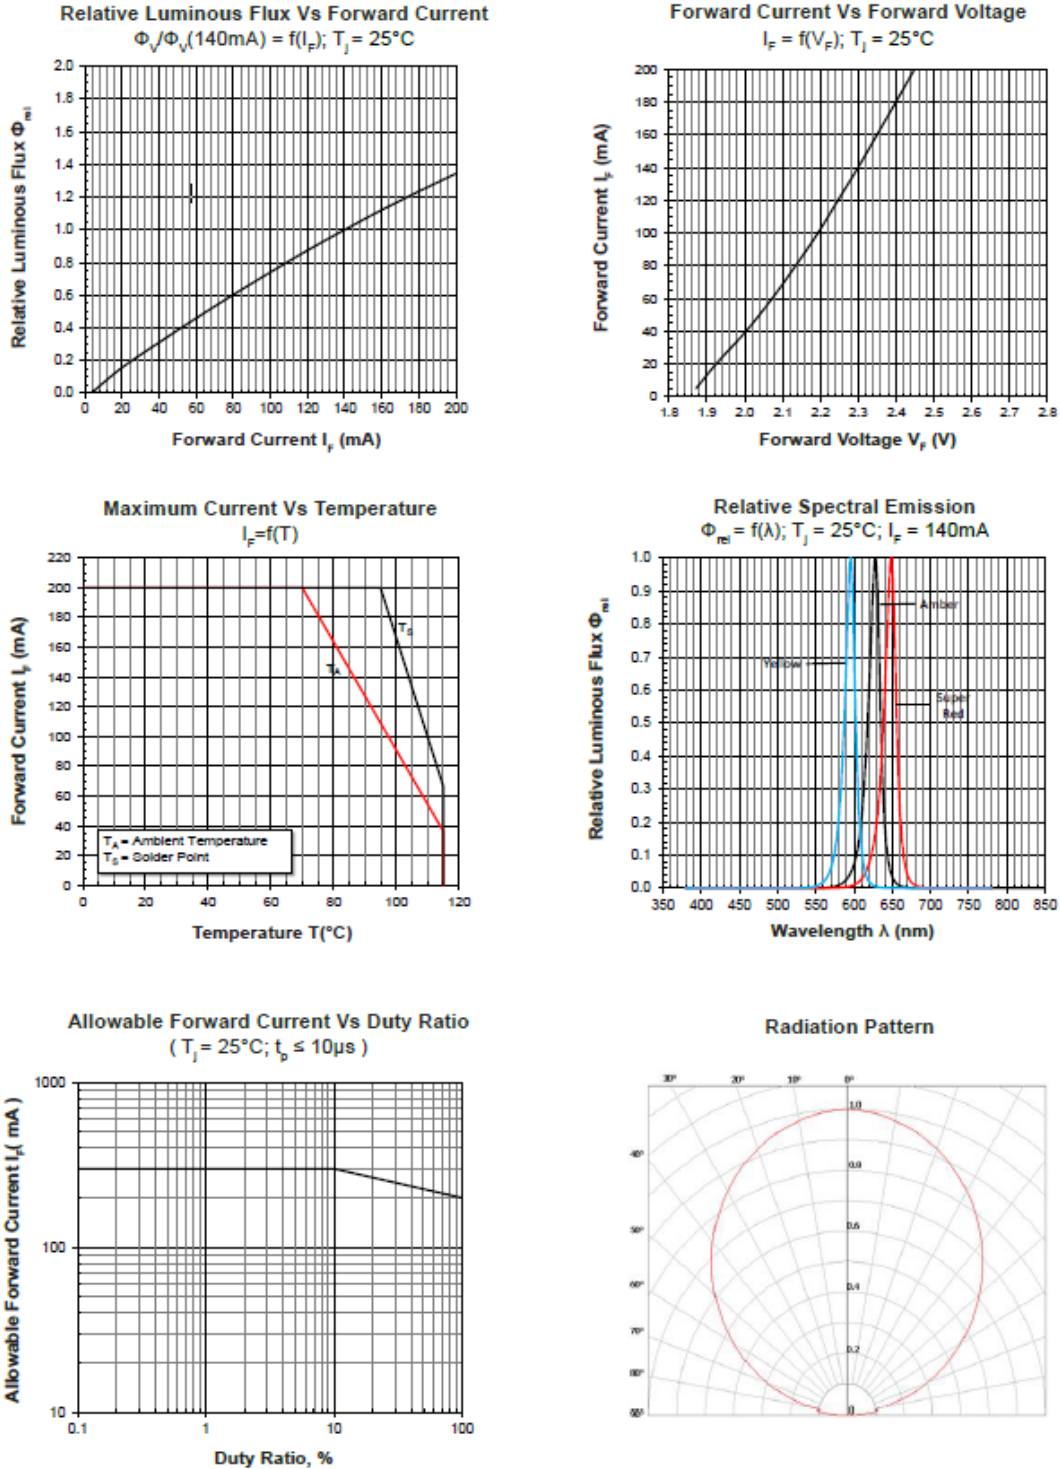 Relative Luminous Flux Vs Forward Current
Φv/Φv(140mA) = f(IF); Tj = 25°C
Relative Luminous Flux Φrel
2.0
1.8
1.6
1.4
1.2
1.0
0.8
0.6
0.4
0.2
0.0
0 20 40 60 80 100 120 140 160 180 200
Forward Current IF (mA)
Forward Current Vs Forward Voltage
IF = f(VF); Tj = 25°C
Forward Current IF (mA)
200
180
160
140
120
100
80
60
40
20
0
1.8 1.9 2.0 2.1 2.2 2.3 2.4 2.5 2.6 2.7 2.8
Forward Voltage VF (V)
Maximum Current Vs Temperature
IF=f(T)
Forward Current IF (mA)
220
200
180
160
140
120
100
80
60
40
20
0
TS
TA
TA = Ambient Temperature
TS = Solder Point
0 20 40 60 80 100 120
Temperature T(°C)
Relative Spectral Emission
Φrel = f(λ); Tj = 25°C; IF = 140mA
Relative Luminous Flux Φrel
1.0
0.9
0.8
0.7
0.6
0.5
0.4
0.3
0.2
0.1
0.0
Amber
Yellow
Super
Red
350 400 450 500 550 600 650 700 750 800 850
Wavelength λ (nm)
Allowable Forward Current Vs Duty Ratio
( Tj = 25°C; tp ≤ 10µs )
Allowable Forward Current IF( mA )
1000
100
10
0.1 1 10 100
Duty Ratio, %
Radiation Pattern
30° 20° 10° 0°
40°
50°
60°
70°
80°
1.0
0.8
0.6
0.4
0.2
0